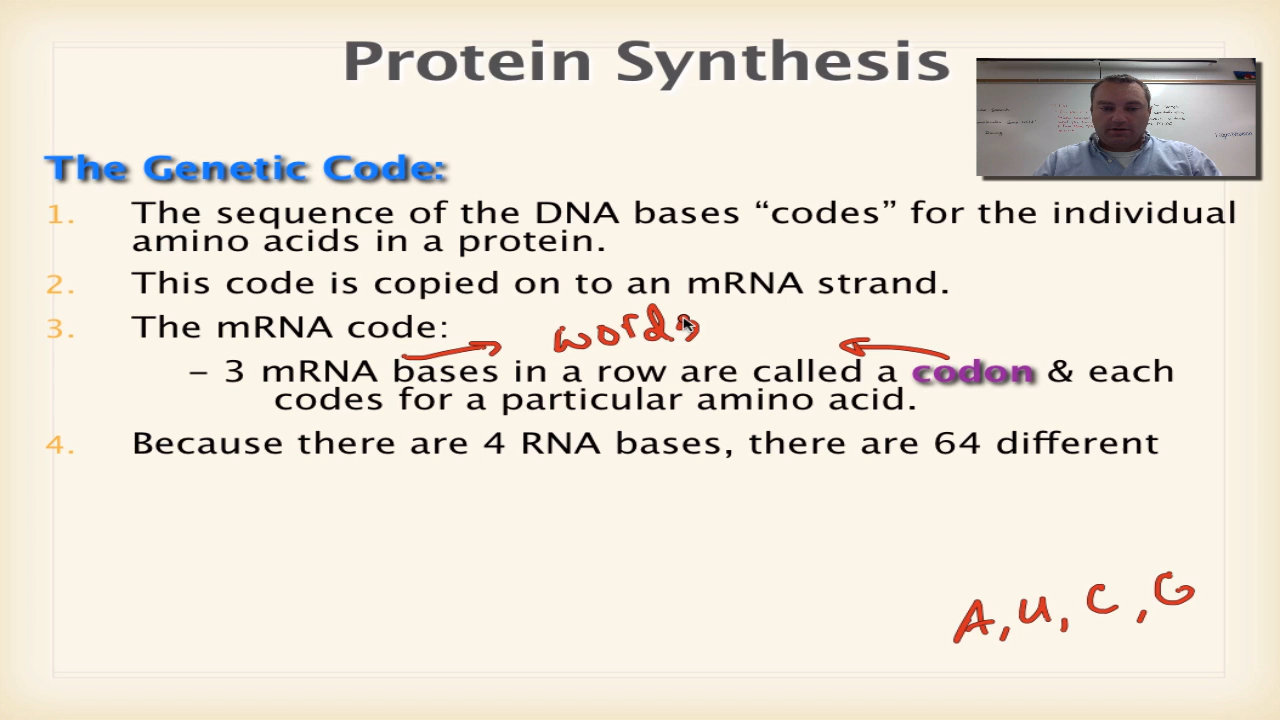 Protein Synthesis
The Genetic Code:
1. The sequence of the DNA bases “codes” for the individual
amino acids in a protein.
2. This code is copied on to an mRNA strand.
3. The mRNA code:
words
– 3 mRNA bases in a row are called a codon & each
codes for a particular amino acid.
4. Because there are 4 RNA bases, there are 64 different
A, U, C, G